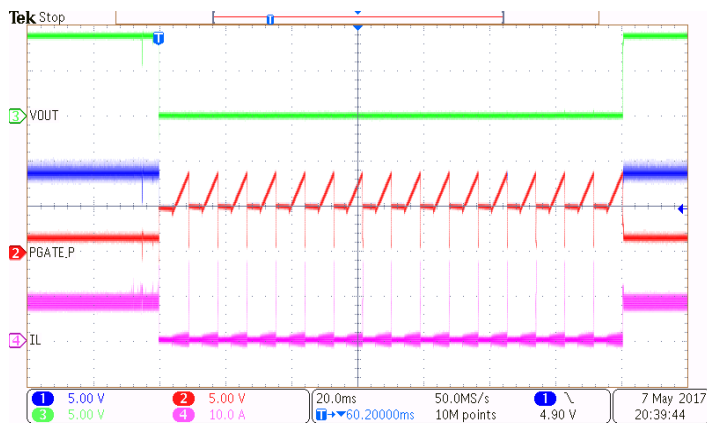 Tek Stop
T
T
3 VOUT
2
PGATE_P
4 IL
1 5.00 V 2 5.00 V 20.0ms 50.0MS/s 1 \ 7 May 2017
3 5.00 V 4 10.0 A T→▼60.20000ms 10M points 4.90 V 20:39:44